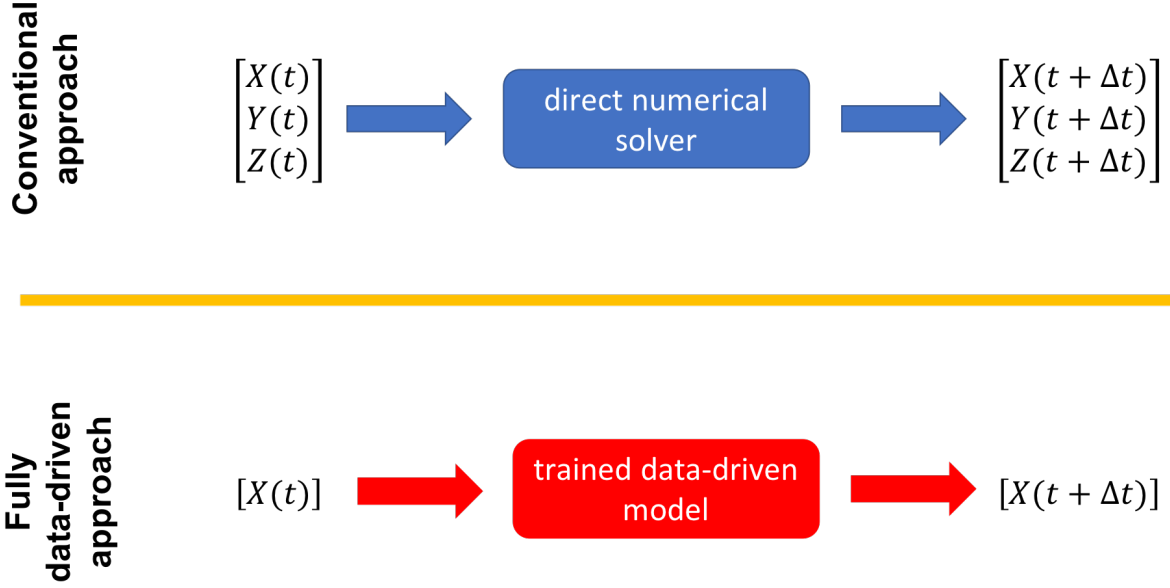 Conventional
approach
[X(t)
Y(t)
Z(t)]
direct numerical
solver
[X(t + Δt)
Y(t + Δt)
Z(t + Δt)]
Fully
data-driven
approach
[X(t)]
trained data-driven
model
[X(t + Δt)]